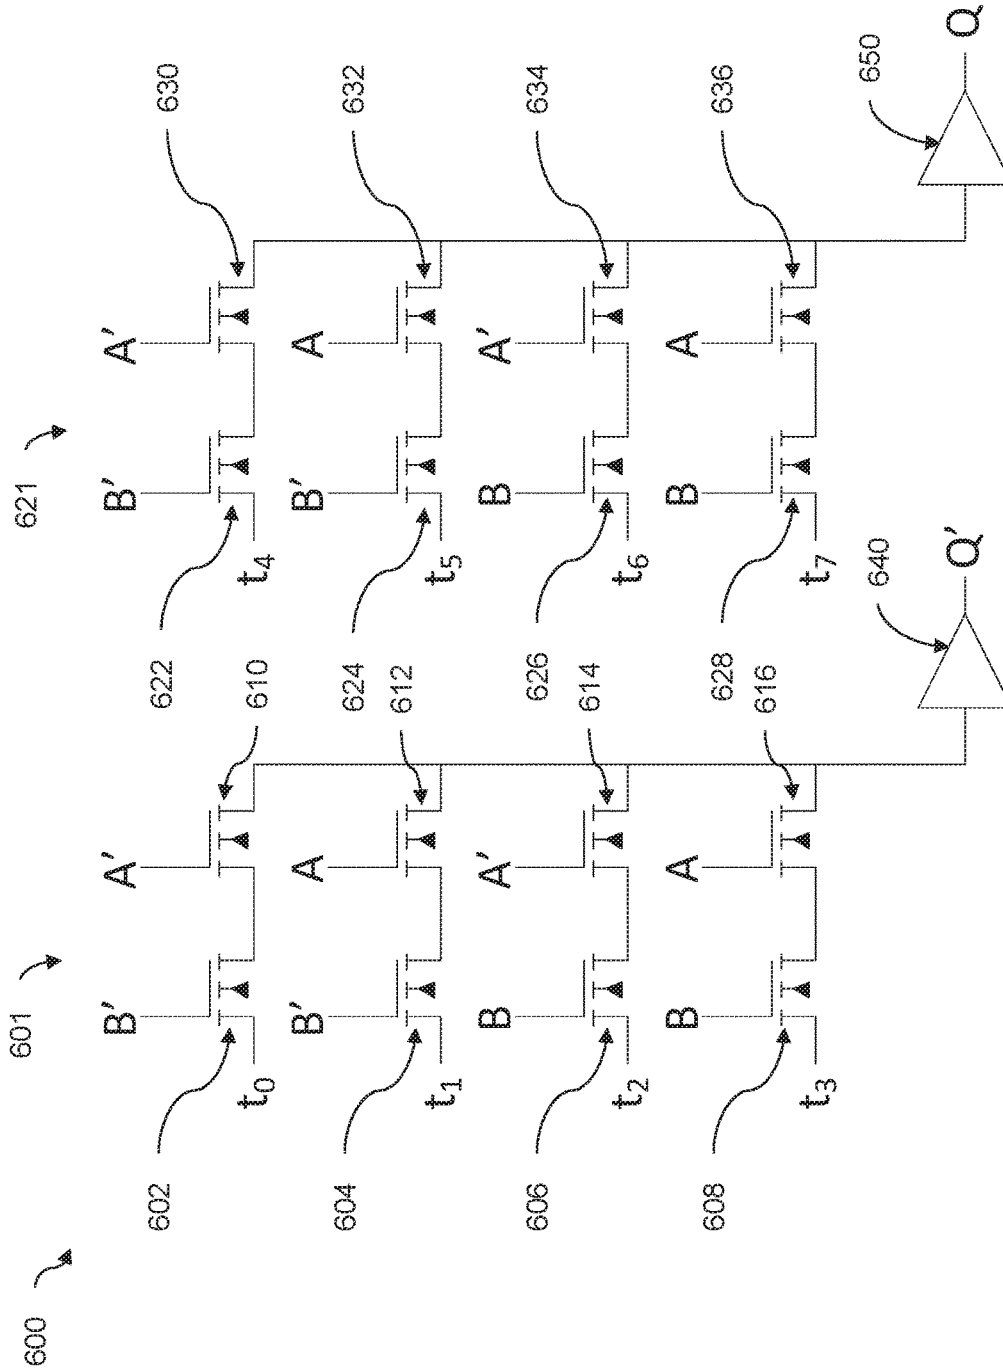 600
601
621
B' A' B' A'
602 622 630
t0 610 t4
B' A B' A
604 624 632
612
t1 t5
B A' B A'
606 626 634
614
t2 t6
B A B A
608 628 636
616
t3 t7
640 650
Q' Q